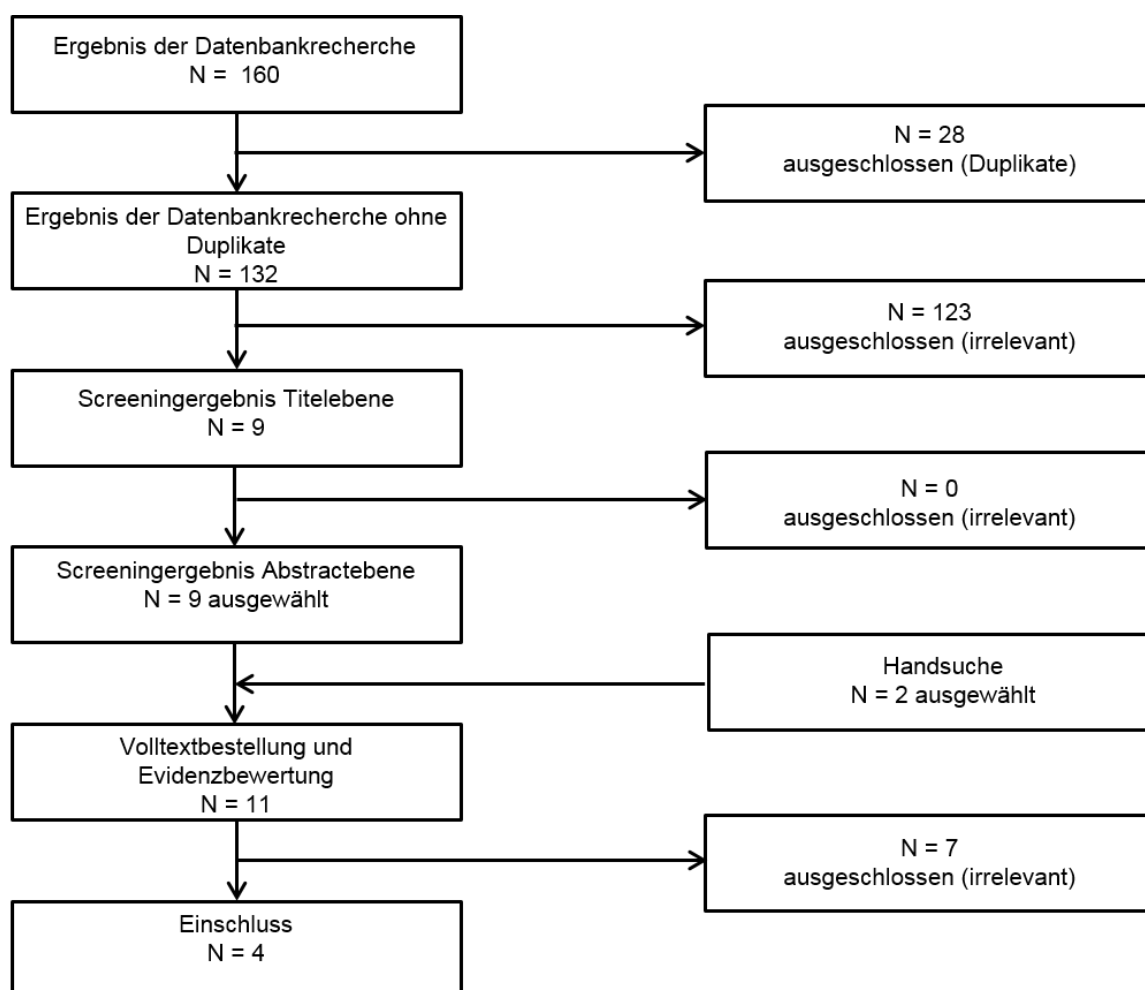 Ergebnis der Datenbankrecherche
N = 160
N = 28
ausgeschlossen (Duplikate)
Ergebnis der Datenbankrecherche ohne
Duplikate
N = 132
N = 123
ausgeschlossen (irrelevant)
Screeningergebnis Titelebene
N = 9
N = 0
ausgeschlossen (irrelevant)
Screeningergebnis Abstractebene
N = 9 ausgewählt
Handsuche
N = 2 ausgewählt
Volltextbestellung und
Evidenzbewertung
N = 11
N = 7
ausgeschlossen (irrelevant)
Einschluss
N = 4